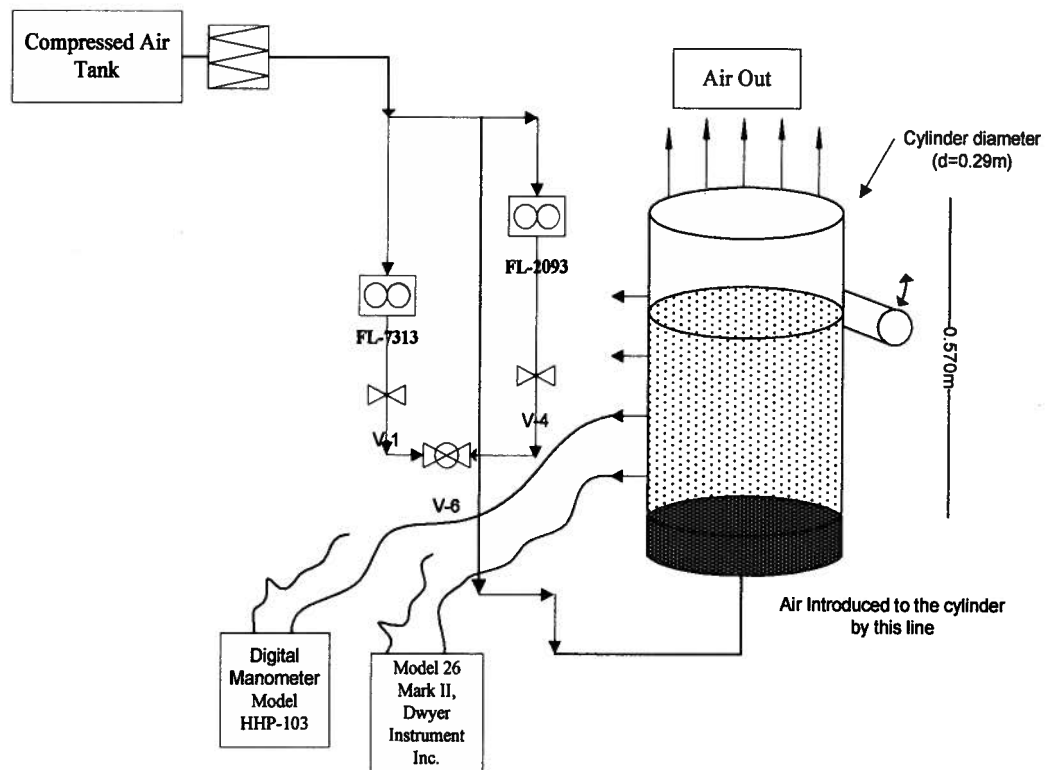 Compressed Air
Tank
Air Out
Cylinder diameter
(d=0.29m)
FL-2093
FL-7313
0.570m
V-1
V-4
V-6
Air Introduced to the cylinder
by this line
Digital
Manometer
Model
HHP-103
Model 26
Mark II,
Dwyer
Instrument
Inc.